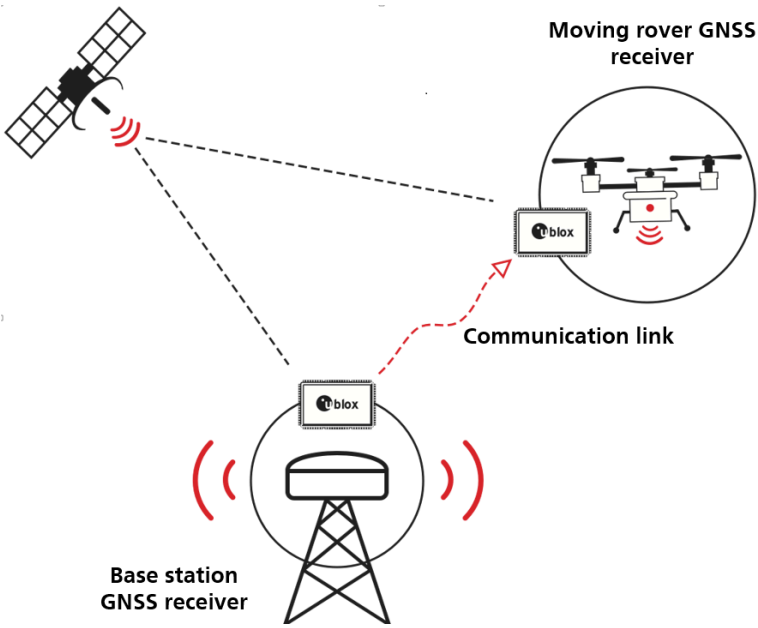 Moving rover GNSS
receiver
ublox
Communication link
ublox
Base station
GNSS receiver